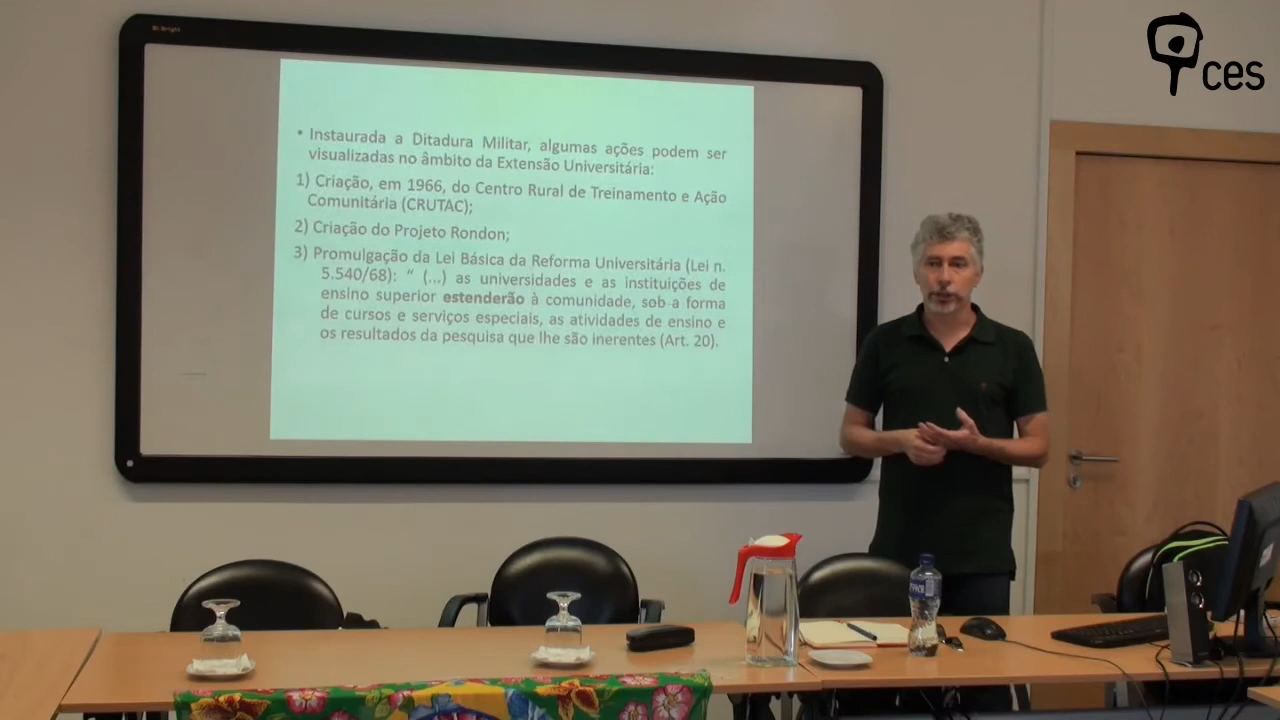 Bi-Bright
ces
• Instaurada a Ditadura Militar, algumas ações podem ser
visualizadas no âmbito da Extensão Universitária:
1) Criação, em 1966, do Centro Rural de Treinamento e Ação
Comunitária (CRUTAC);
2) Criação do Projeto Rondon;
3) Promulgação da Lei Básica da Reforma Universitária (Lei n.
5.540/68): “ (...) as universidades e as instituições de
ensino superior estenderão à comunidade, sob a forma
de cursos e serviços especiais, as atividades de ensino e
os resultados da pesquisa que lhe são inerentes (Art. 20).